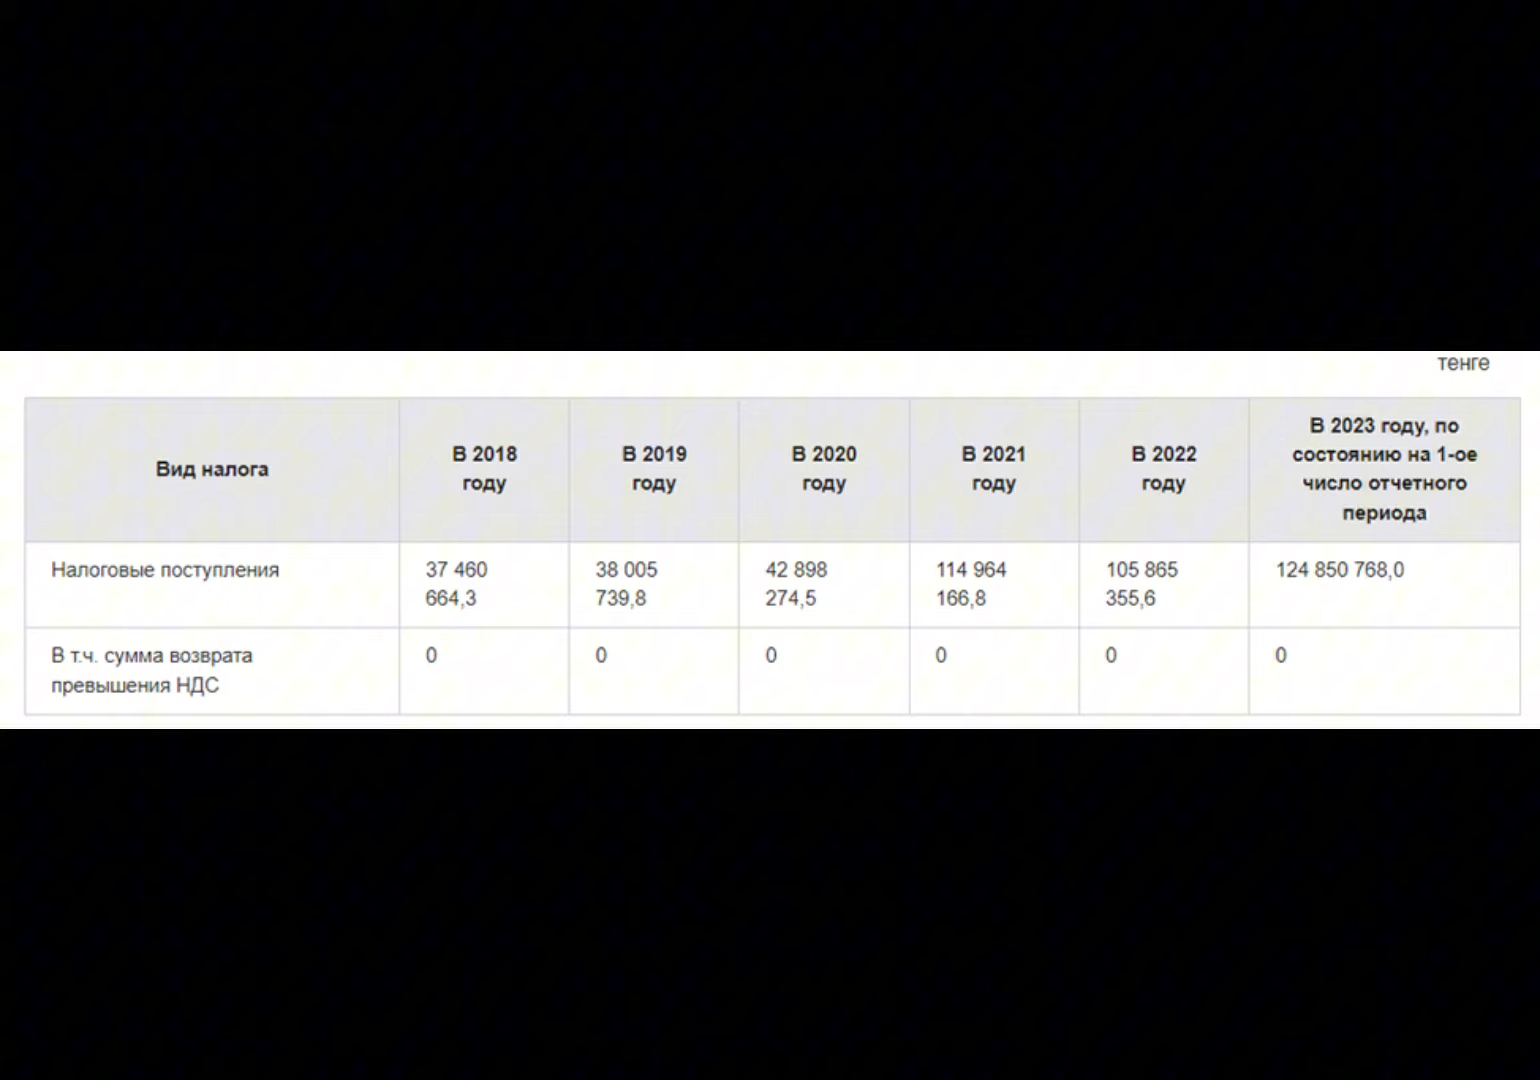 тенге
Вид налога
В 2018
году
В 2019
году
В 2020
году
В 2021
году
В 2022
году
В 2023 году, по
состоянию на 1-ое
число отчетного
периода
Налоговые поступления
37 460
664,3
38 005
739,8
42 898
274,5
114 964
166,8
105 865
355,6
124 850 768,0
В т.ч. сумма возврата
превышения НДС
0
0
0
0
0
0